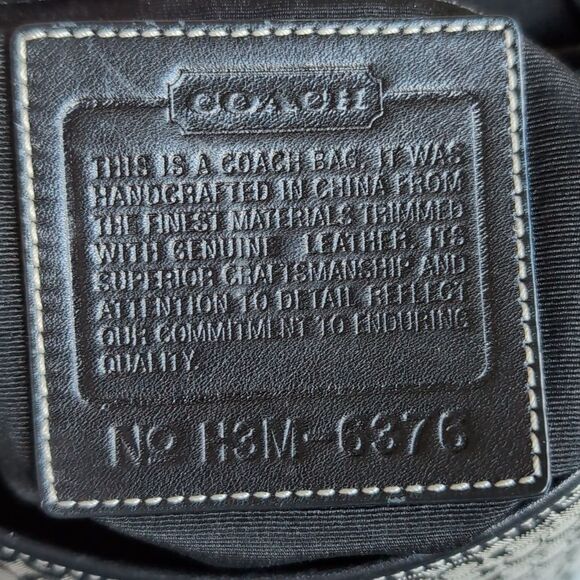 COACH
THIS IS A COACH BAG. IT WAS
HANDCRAFTED IN CHINA FROM
THE FINEST MATERIALS TRIMMED
WITH GENUINE LEATHER. ITS
SUPERIOR CRAFTSMANSHIP AND
ATTENTION TO DETAIL REFLECT
OUR COMMITMENT TO ENDURING
QUALITY.
No H3M-6376